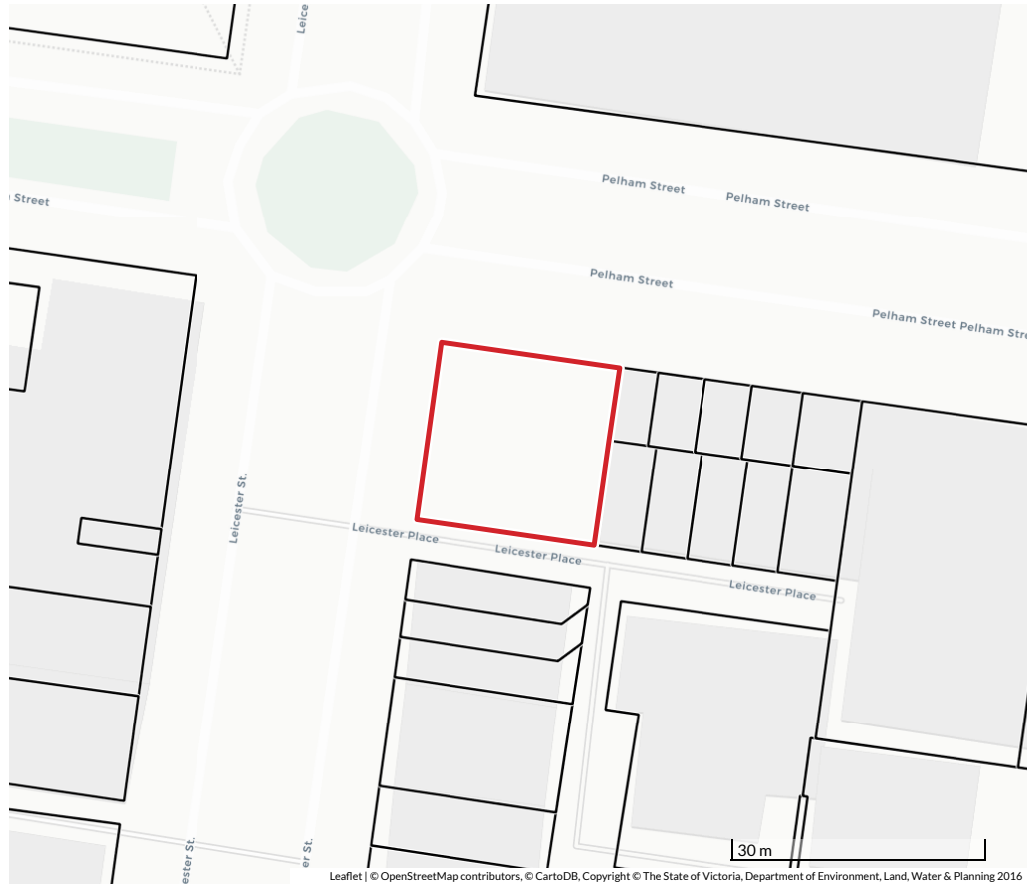 Leice
Pelham Street
Pelham Street
Street
Pelham Street
Pelham Street Pelham Stre
Leicester St.
Leicester Place
Leicester Place
Leicester Place
ester St.
er St.
30 m
Leaflet | © OpenStreetMap contributors, © CartoDB, Copyright © The State of Victoria, Department of Environment, Land, Water & Planning 2016